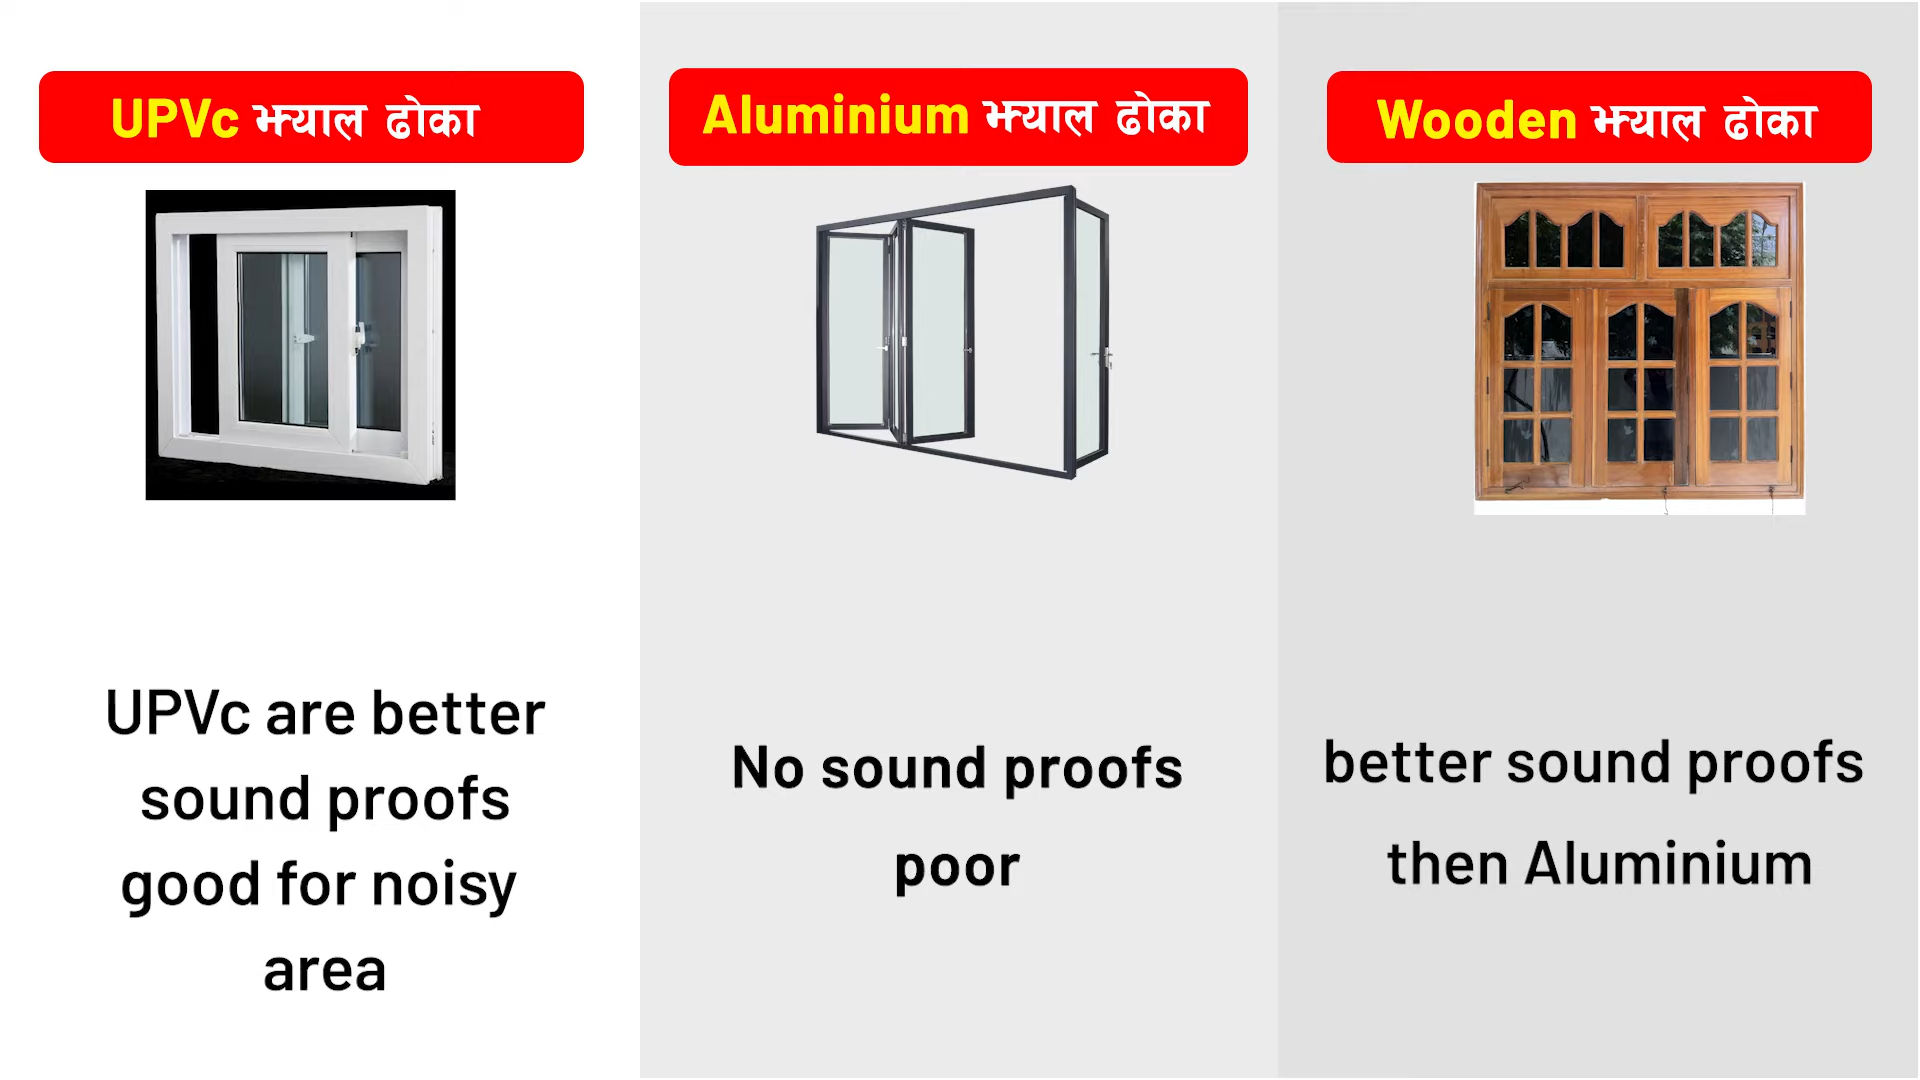 UPVc झ्याल ढोका
UPVc are better
sound proofs
good for noisy
area
Aluminium झ्याल ढोका
No sound proofs
poor
Wooden झ्याल ढोका
better sound proofs
then Aluminium